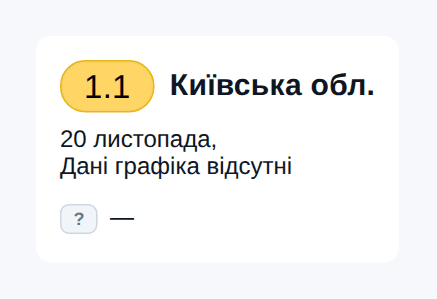 1.1 Київська обл.
20 листопада,
Дані графіка відсутні
? —